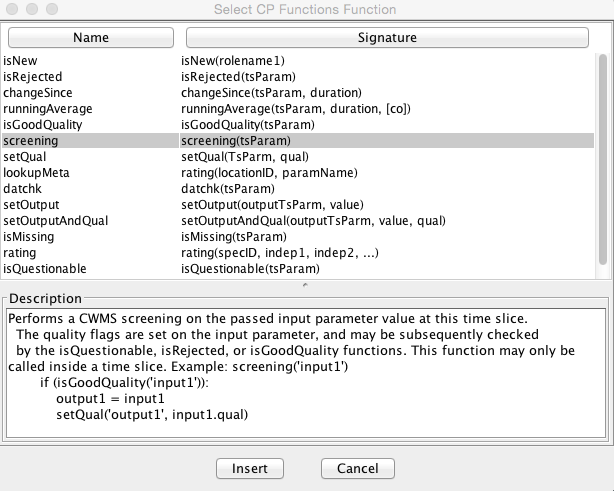 Select CP Functions Function
Name Signature
isNew isNew(rolename1)
isRejected isRejected(tsParam)
changeSince changeSince(tsParam, duration)
runningAverage runningAverage(tsParam, duration, [co])
isGoodQuality isGoodQuality(tsParam)
screening screening(tsParam)
setQual setQual(TsParm, qual)
lookupMeta rating(locationID, paramName)
datchk datchk(tsParam)
setOutput setOutput(outputTsParm, value)
setOutputAndQual setOutputAndQual(outputTsParm, value, qual)
isMissing isMissing(tsParam)
rating rating(specID, indep1, indep2, ...)
isQuestionable isQuestionable(tsParam)
Description
Performs a CWMS screening on the passed input parameter value at this time slice.
The quality flags are set on the input parameter, and may be subsequently checked
by the isQuestionable, isRejected, or isGoodQuality functions. This function may only be
called inside a time slice. Example: screening('input1')
if (isGoodQuality('input1')):
output1 = input1
setQual('output1', input1.qual)
Insert Cancel